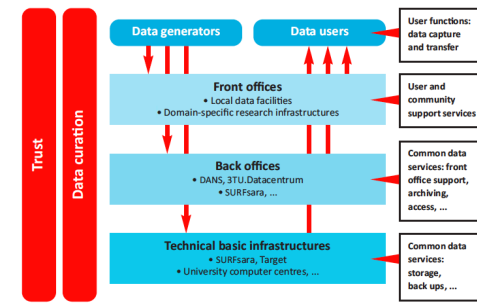 Trust
Data curation
Data generators
Data users
Front offices
• Local data facilities
• Domain-specific research infrastructures
Back offices
• DANS, 3TU.Datacentrum
• SURFsara, ...
Technical basic infrastructures
• SURFsara, Target
• University computer centres, ...
User functions:
data capture
and transfer
User and
community
support services
Common data
services: front
office support,
archiving,
access, ...
Common data
services:
storage,
back ups, ...